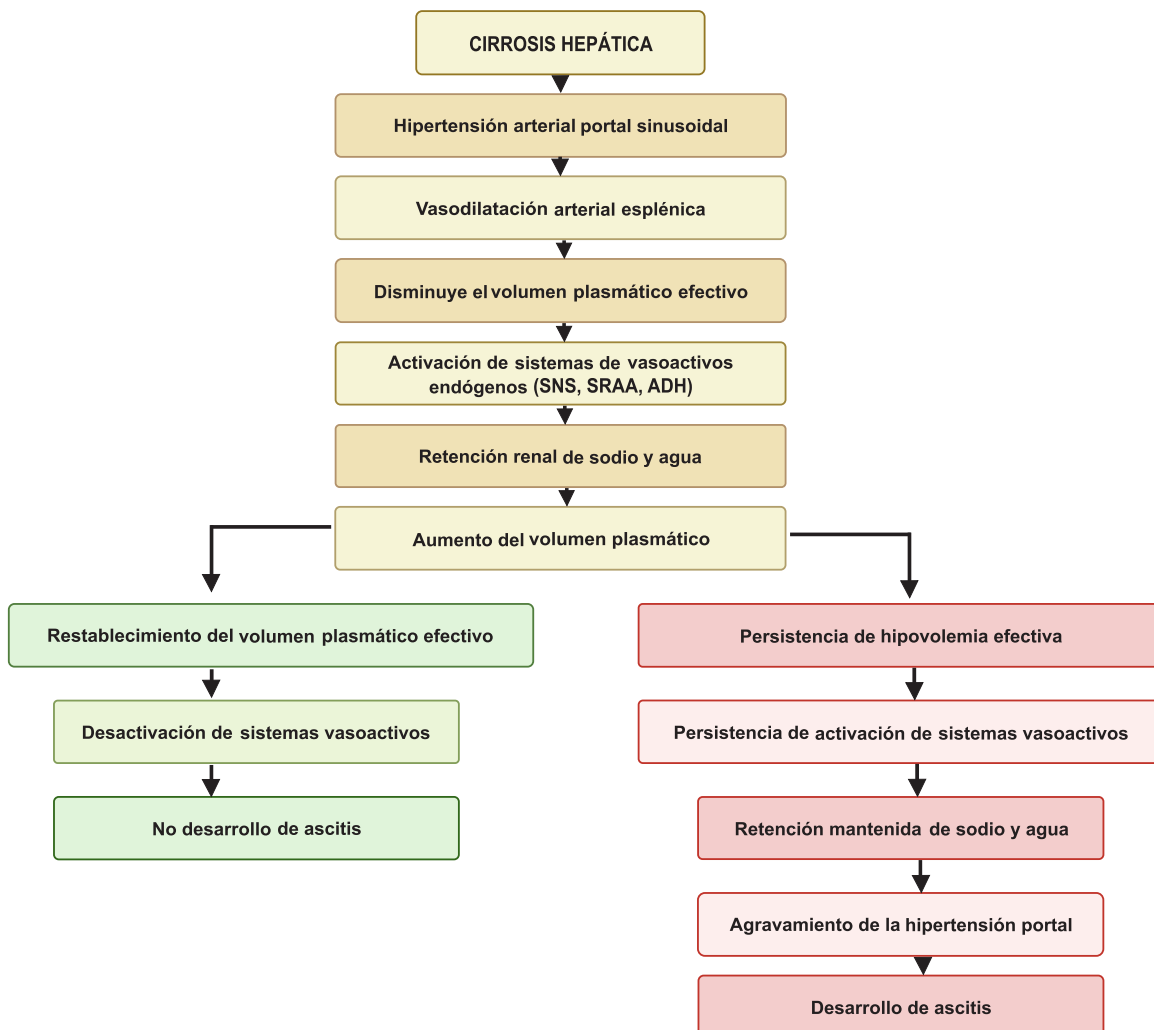 CIRROSIS HEPÁTICA
Hipertensión arterial portal sinusoidal
Vasodilatación arterial esplénica
Disminuye el volumen plasmático efectivo
Activación de sistemas de vasoactivos
endógenos (SNS, SRAA, ADH)
Retención renal de sodio y agua
Aumento del volumen plasmático
Restablecimiento del volumen plasmático efectivo
Desactivación de sistemas vasoactivos
No desarrollo de ascitis
Persistencia de hipovolemia efectiva
Persistencia de activación de sistemas vasoactivos
Retención mantenida de sodio y agua
Agravamiento de la hipertensión portal
Desarrollo de ascitis